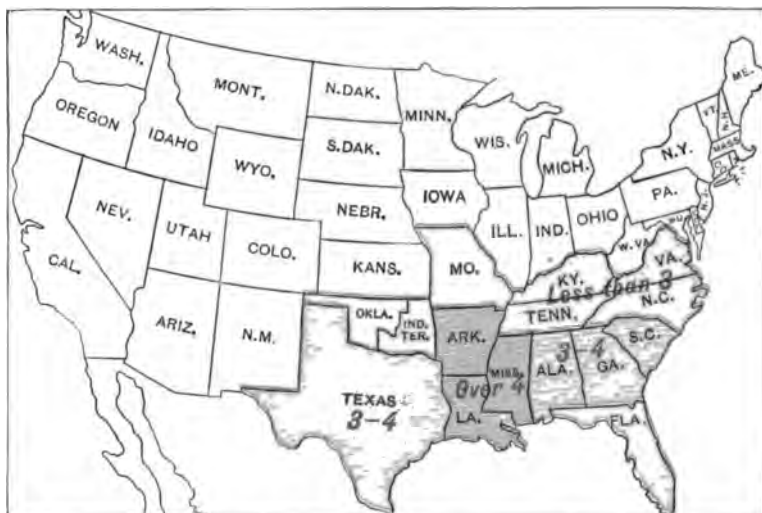 WASH.
OREGON
IDAHO
MONT.
WYO.
N.DAK.
S.DAK.
NEBR.
KANS.
MINN.
IOWA
MO.
WIS.
MICH.
ILL.
IND.
OHIO
N.Y.
PA.
ME.
VT.
MASS
N.J.
W.VA.
VA.
KY.
Less than 3
N.C.
TENN.
S.C.
CAL.
NEV.
UTAH
COLO.
ARIZ.
N.M.
OKLA.
IND.
TER.
ARK.
TEXAS
3-4
Over 4
LA.
MISS.
ALA.
3-4
GA.
FLA.